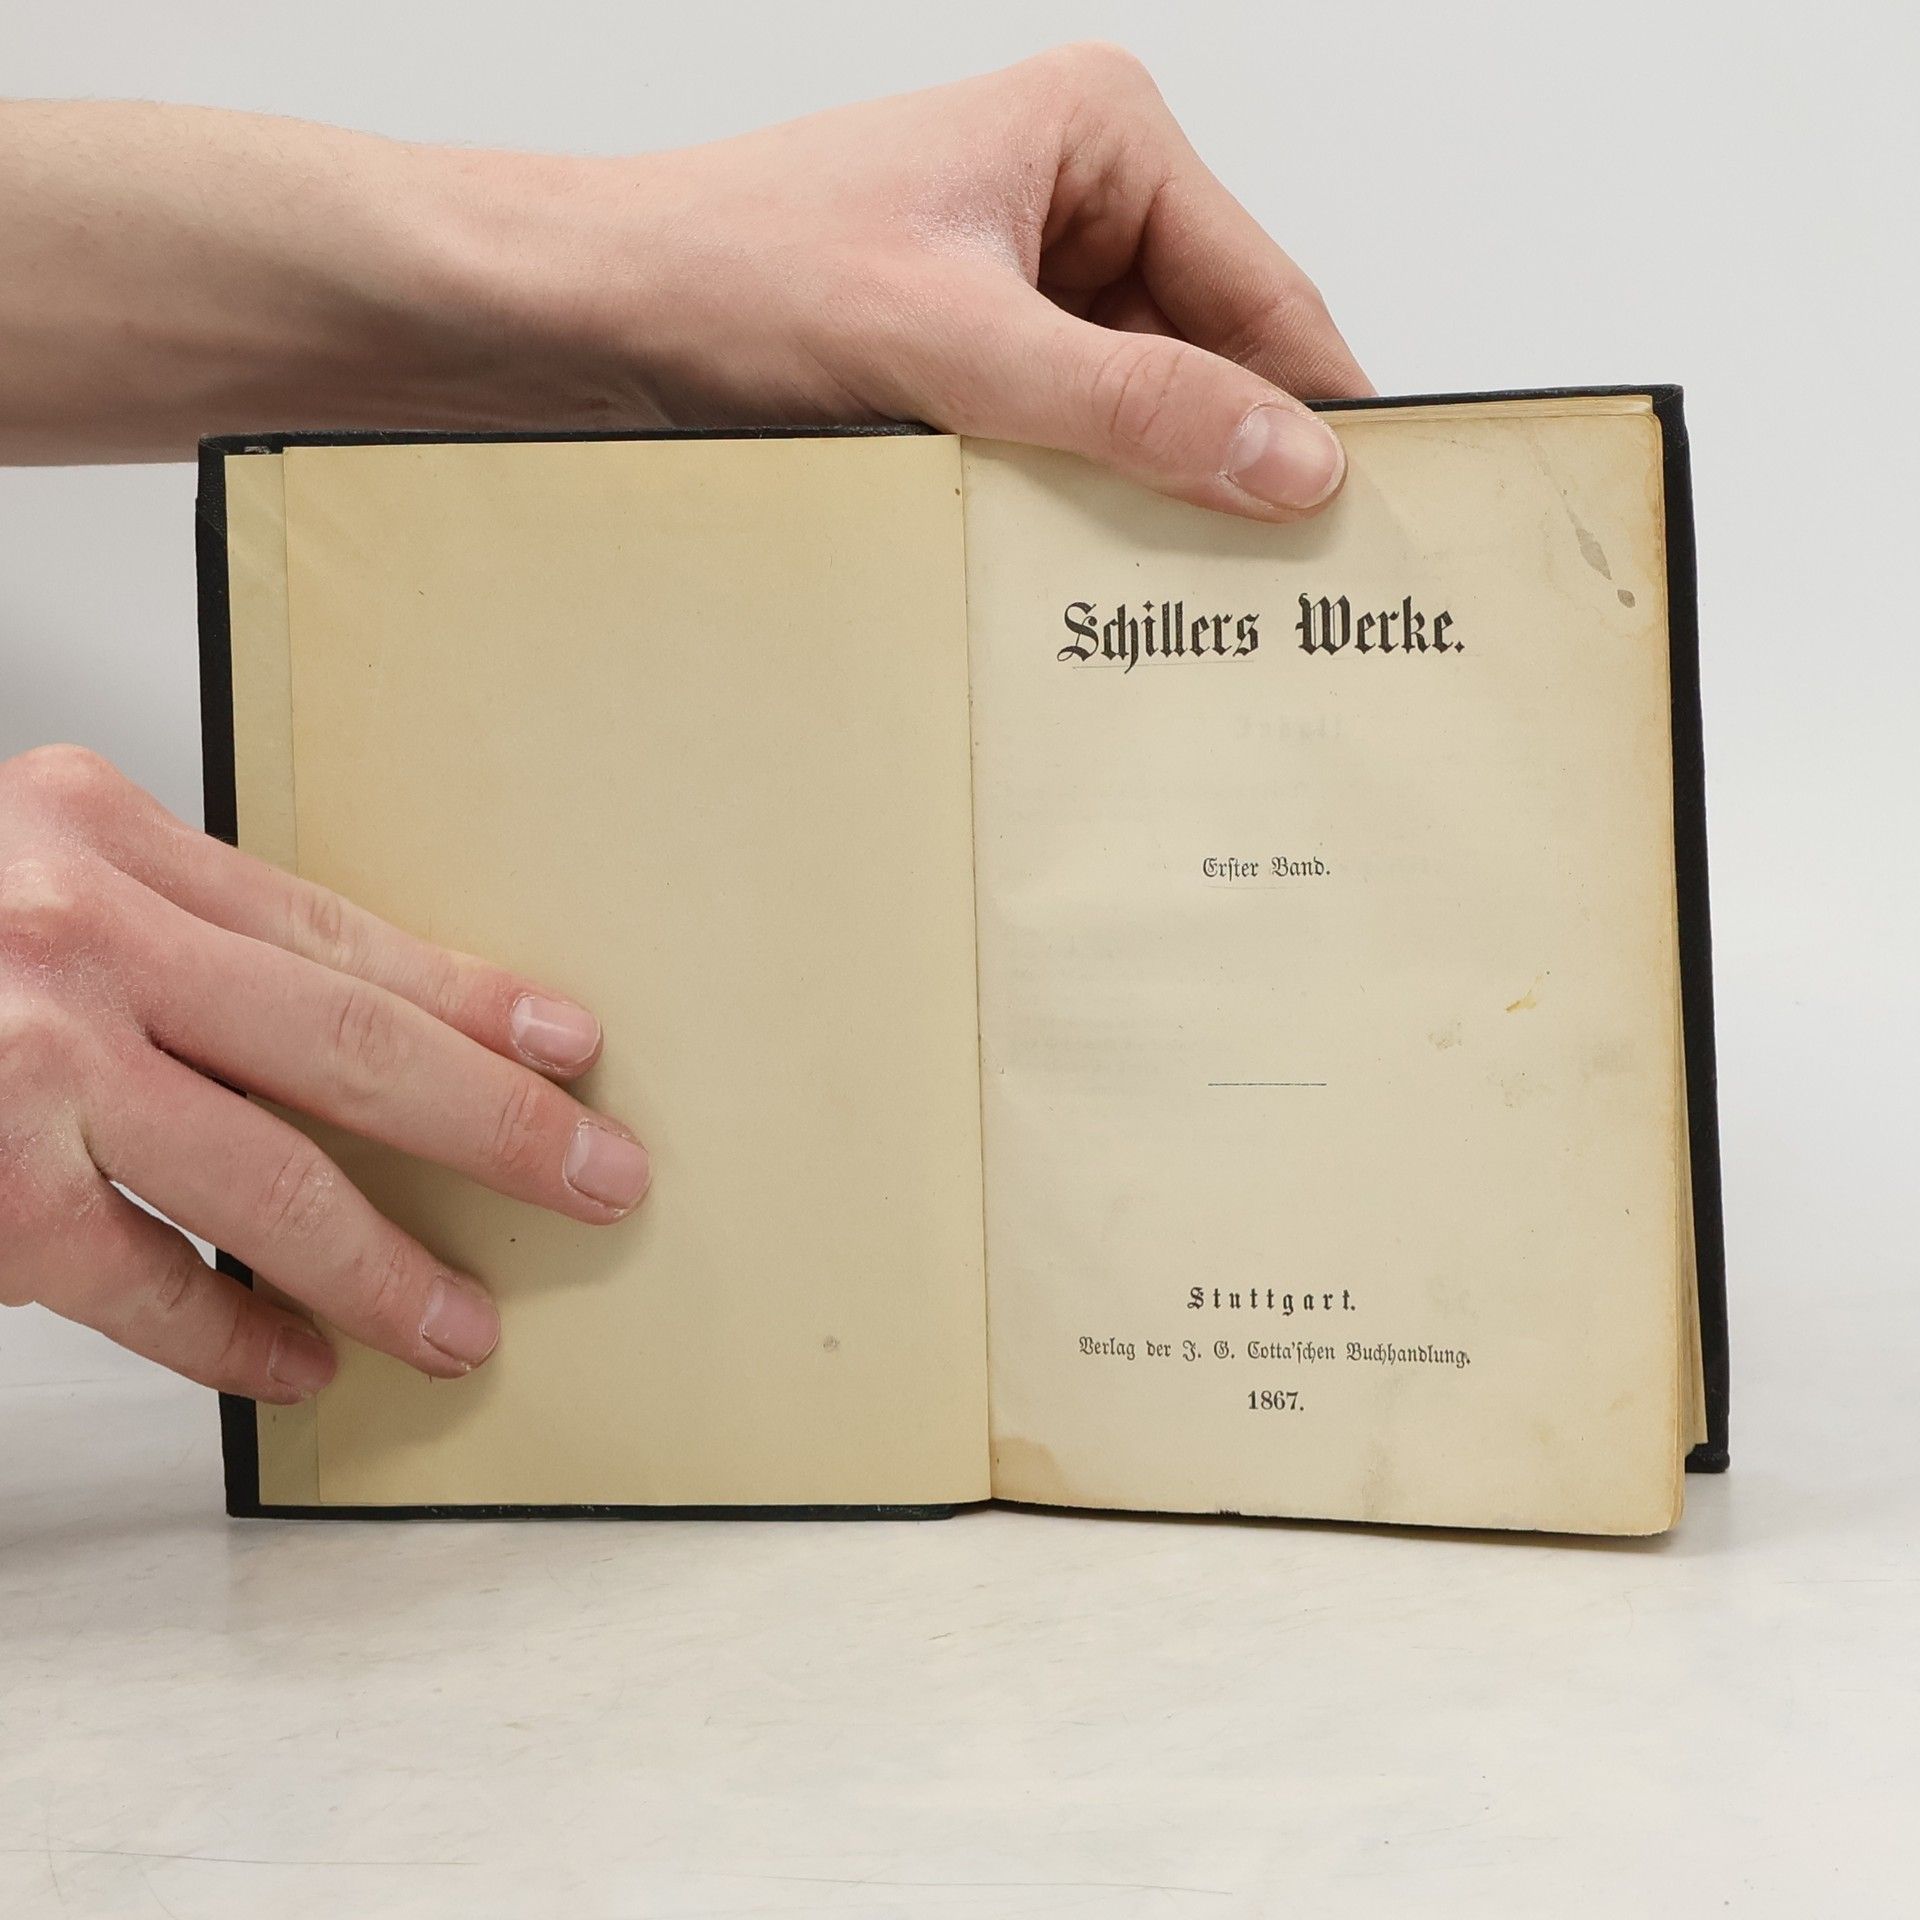 Schillers Werke.
Erster Band.
Stuttgart.
Verlag der J. G. Cotta'schen Buchhandlung.
1867.